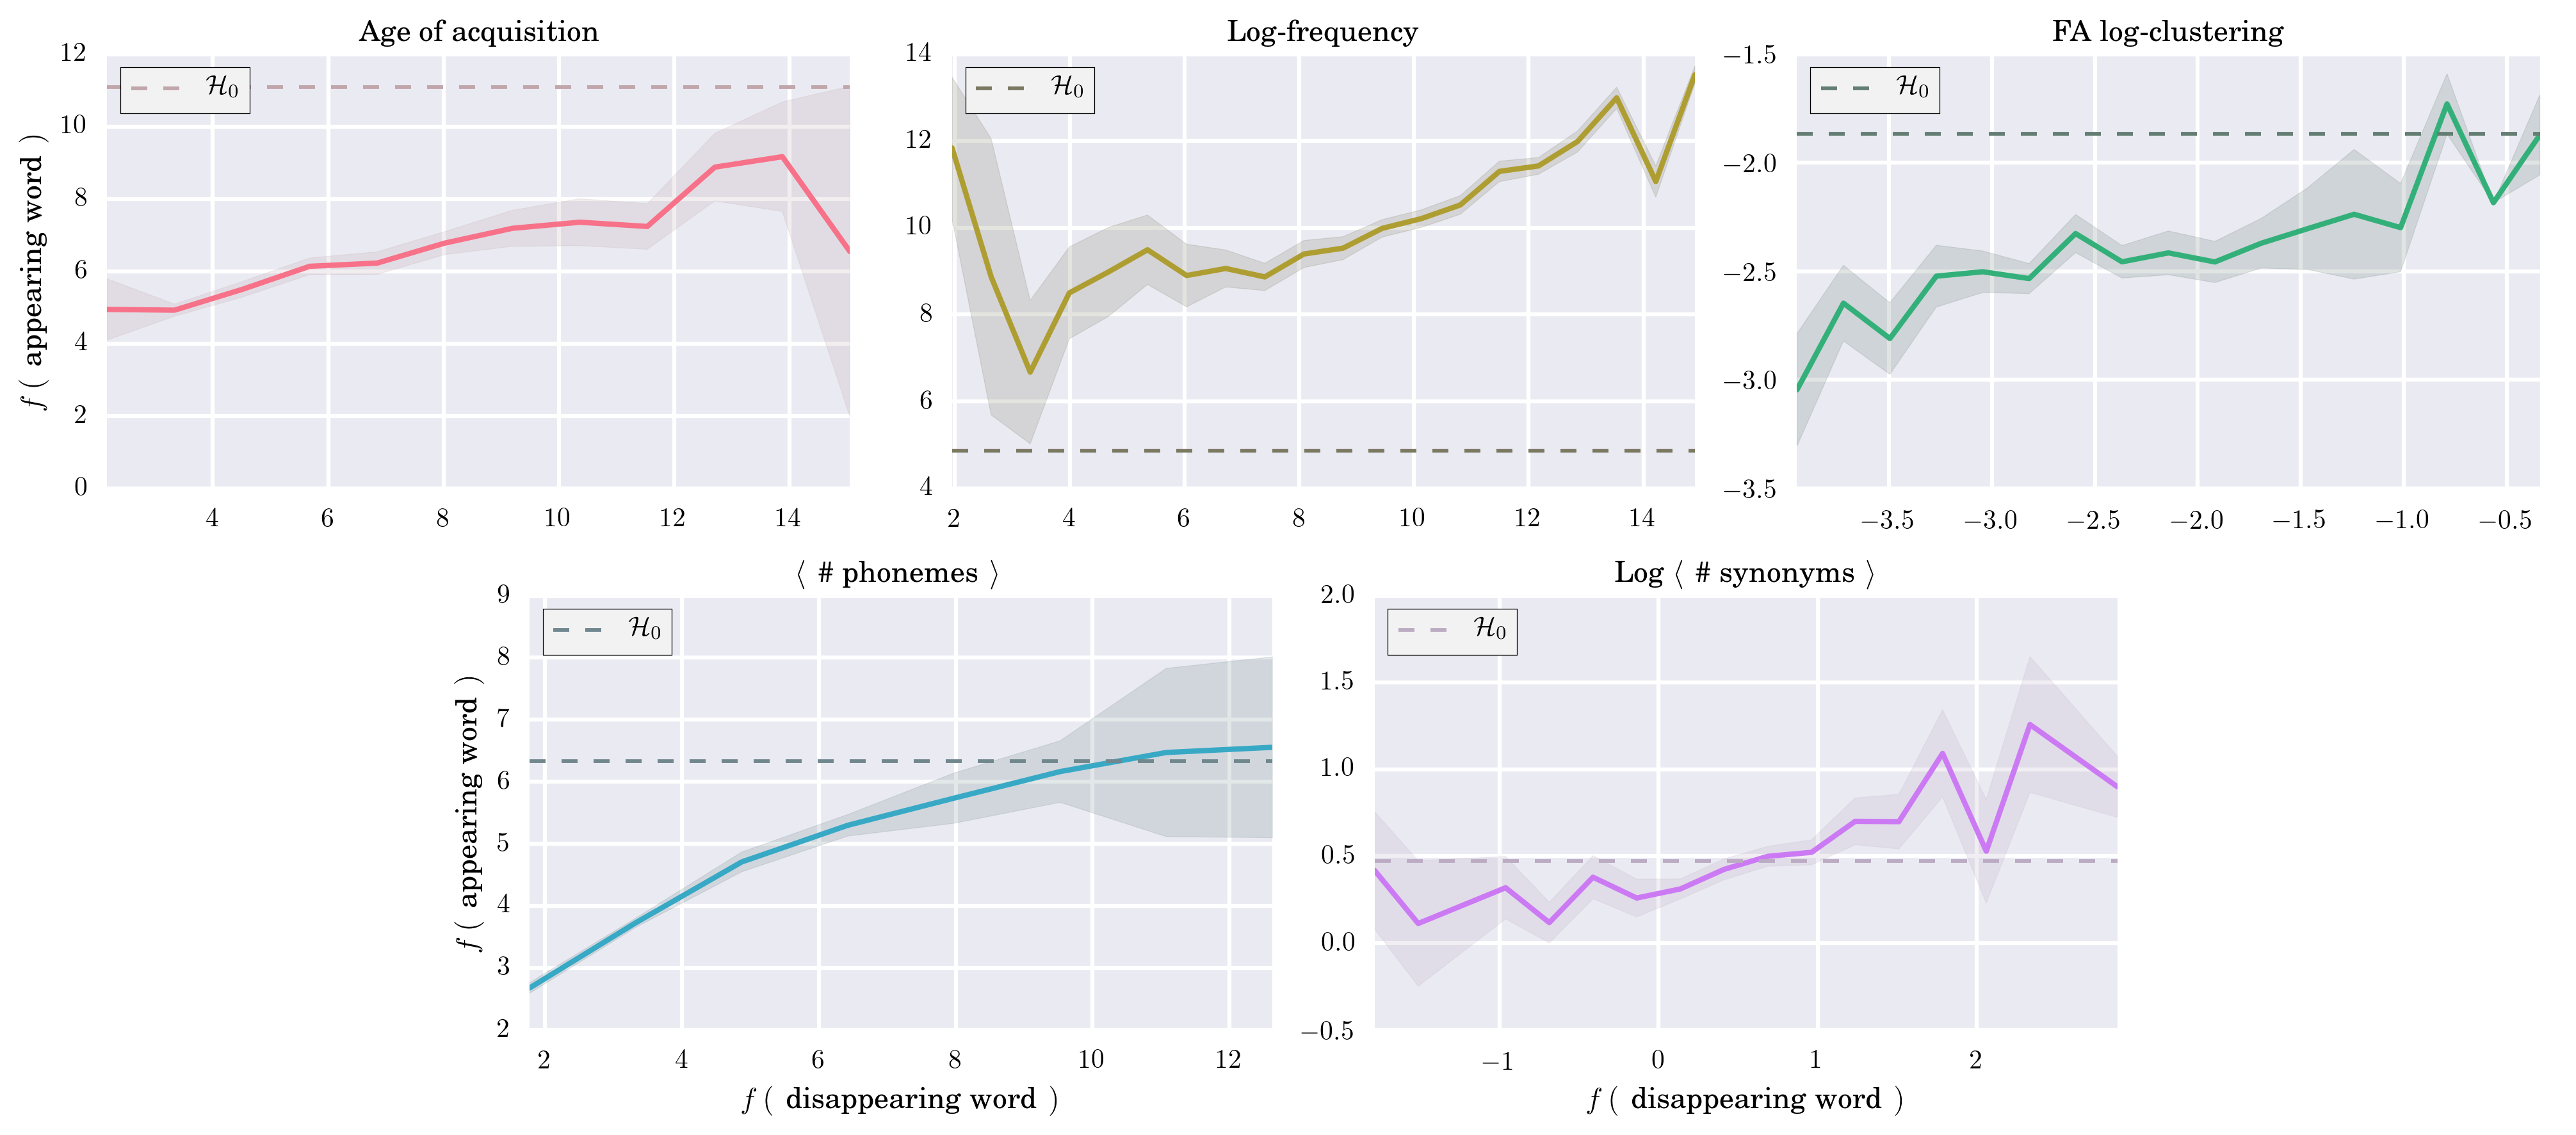 Age of acquisition
12
10
8
6
4
2
0
ℋ₀
f ( appearing word )
4 6 8 10 12 14
Log-frequency
14
12
10
8
6
4
ℋ₀
2 4 6 8 10 12 14
FA log-clustering
−1.5
−2.0
−2.5
−3.0
−3.5
ℋ₀
−3.5 −3.0 −2.5 −2.0 −1.5 −1.0 −0.5
⟨ # phonemes ⟩
9
8
7
6
5
4
3
2
ℋ₀
f ( appearing word )
2 4 6 8 10 12
f ( disappearing word )
Log ⟨ # synonyms ⟩
2.0
1.5
1.0
0.5
0.0
−0.5
ℋ₀
−1 0 1 2
f ( disappearing word )